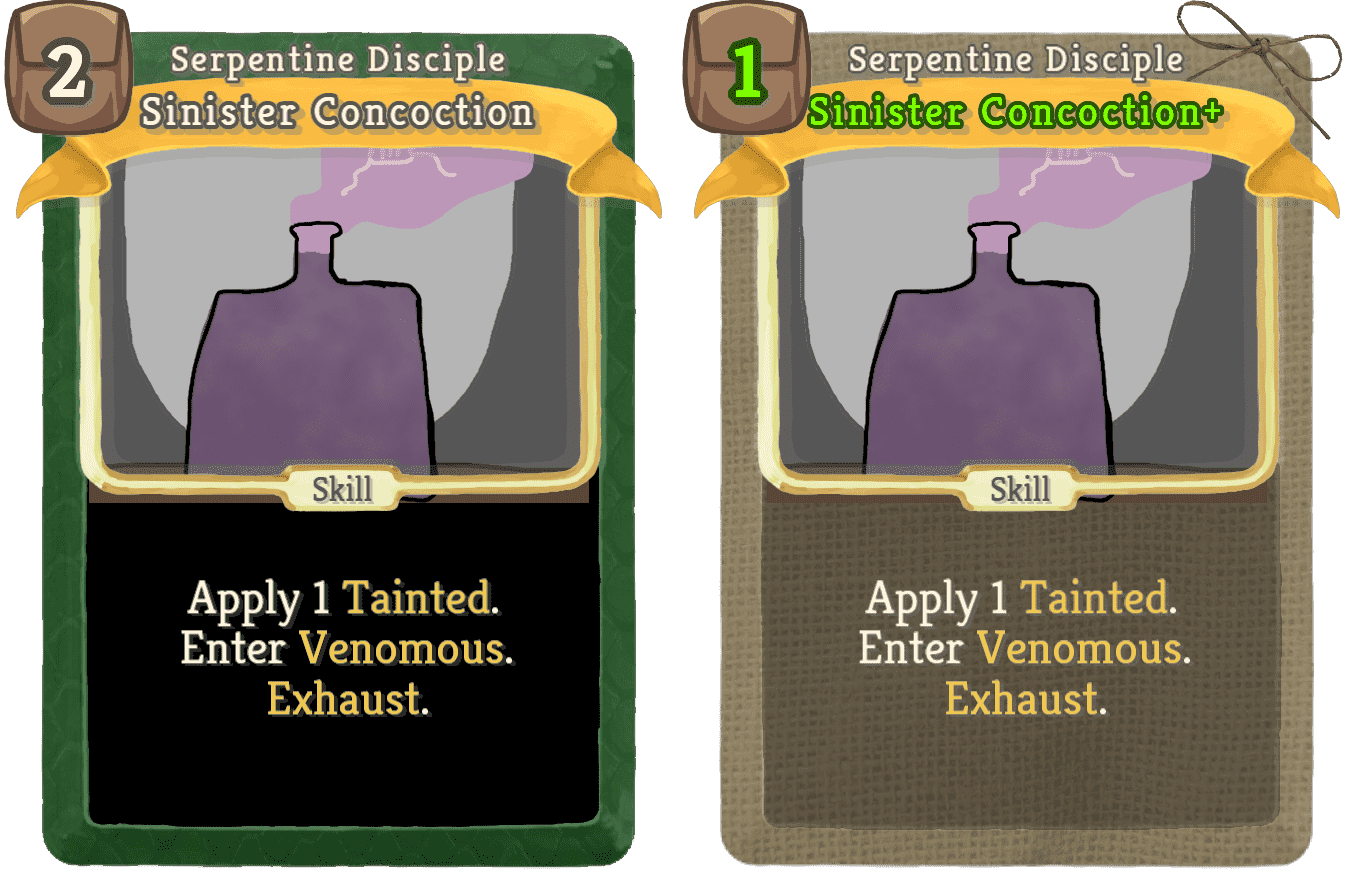 2
Serpentine Disciple
Sinister Concoction
Skill
Apply 1 Tainted.
Enter Venomous.
Exhaust.
1
Serpentine Disciple
Sinister Concoction+
Skill
Apply 1 Tainted.
Enter Venomous.
Exhaust.